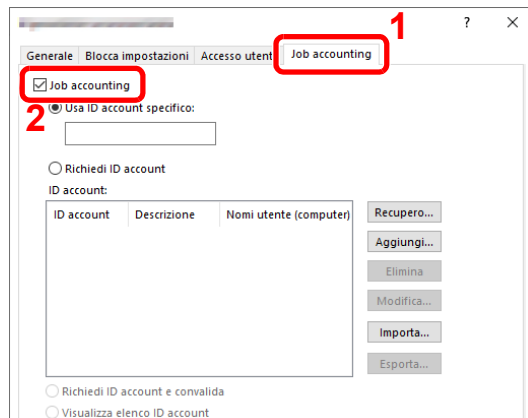 ? ×
1
Generale Blocca impostazioni Accesso utent Job accounting
Job accounting
2
Usa ID account specifico:
Richiedi ID account
ID account:
ID account Descrizione Nomi utente (computer)
Recupero...
Aggiungi...
Elimina
Modifica...
Importa...
Esporta...
Richiedi ID account e convalida
Visualizza elenco ID account